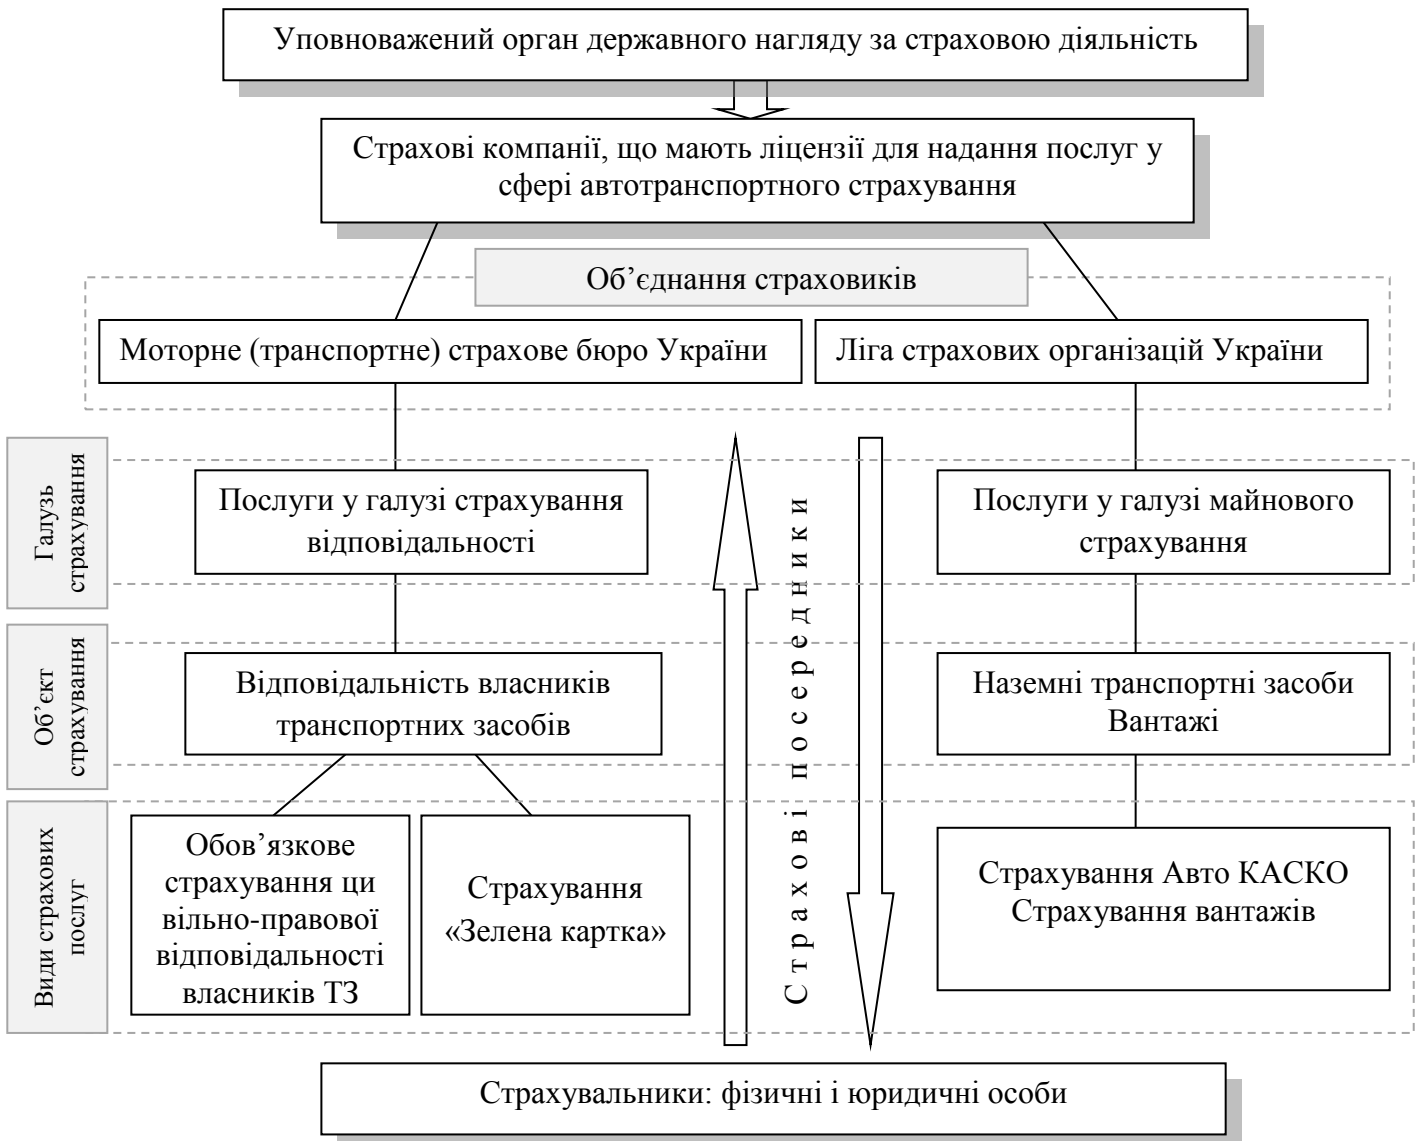 Уповноважений орган державного нагляду за страховою діяльність
Страхові компанії, що мають ліцензії для надання послуг у
сфері автотранспортного страхування
Об’єднання страховиків
Моторне (транспортне) страхове бюро України
Ліга страхових організацій України
Галузь
страхування
Послуги у галузі страхування
відповідальності
Страхові посередники
Послуги у галузі майнового
страхування
Об’єкт
страхування
Відповідальність власників
транспортних засобів
Наземні транспортні засоби
Вантажі
Види страхових
послуг
Обов’язкове
страхування ци
вільно-правової
відповідальності
власників ТЗ
Страхування
«Зелена картка»
Страхування Авто КАСКО
Страхування вантажів
Страхувальники: фізичні і юридичні особи